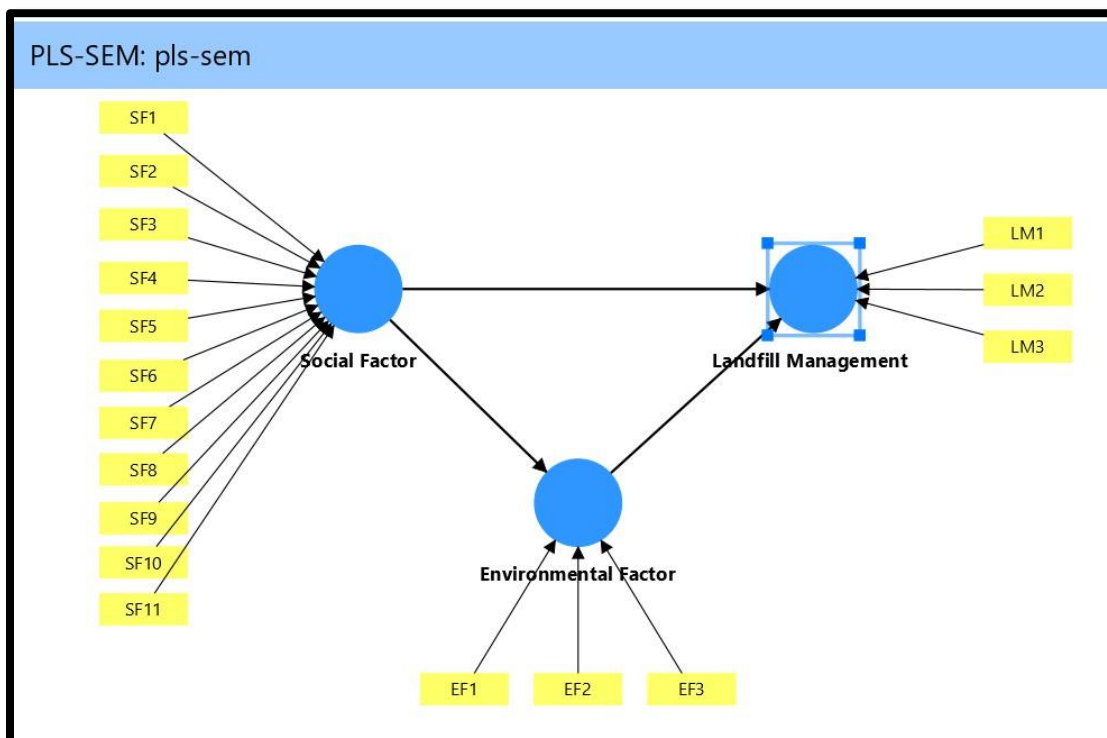 PLS-SEM: pls-sem
SF1
SF2
SF3
SF4
SF5
SF6
SF7
SF8
SF9
SF10
SF11
Social Factor
Landfill Management
LM1
LM2
LM3
Environmental Factor
EF1 EF2 EF3